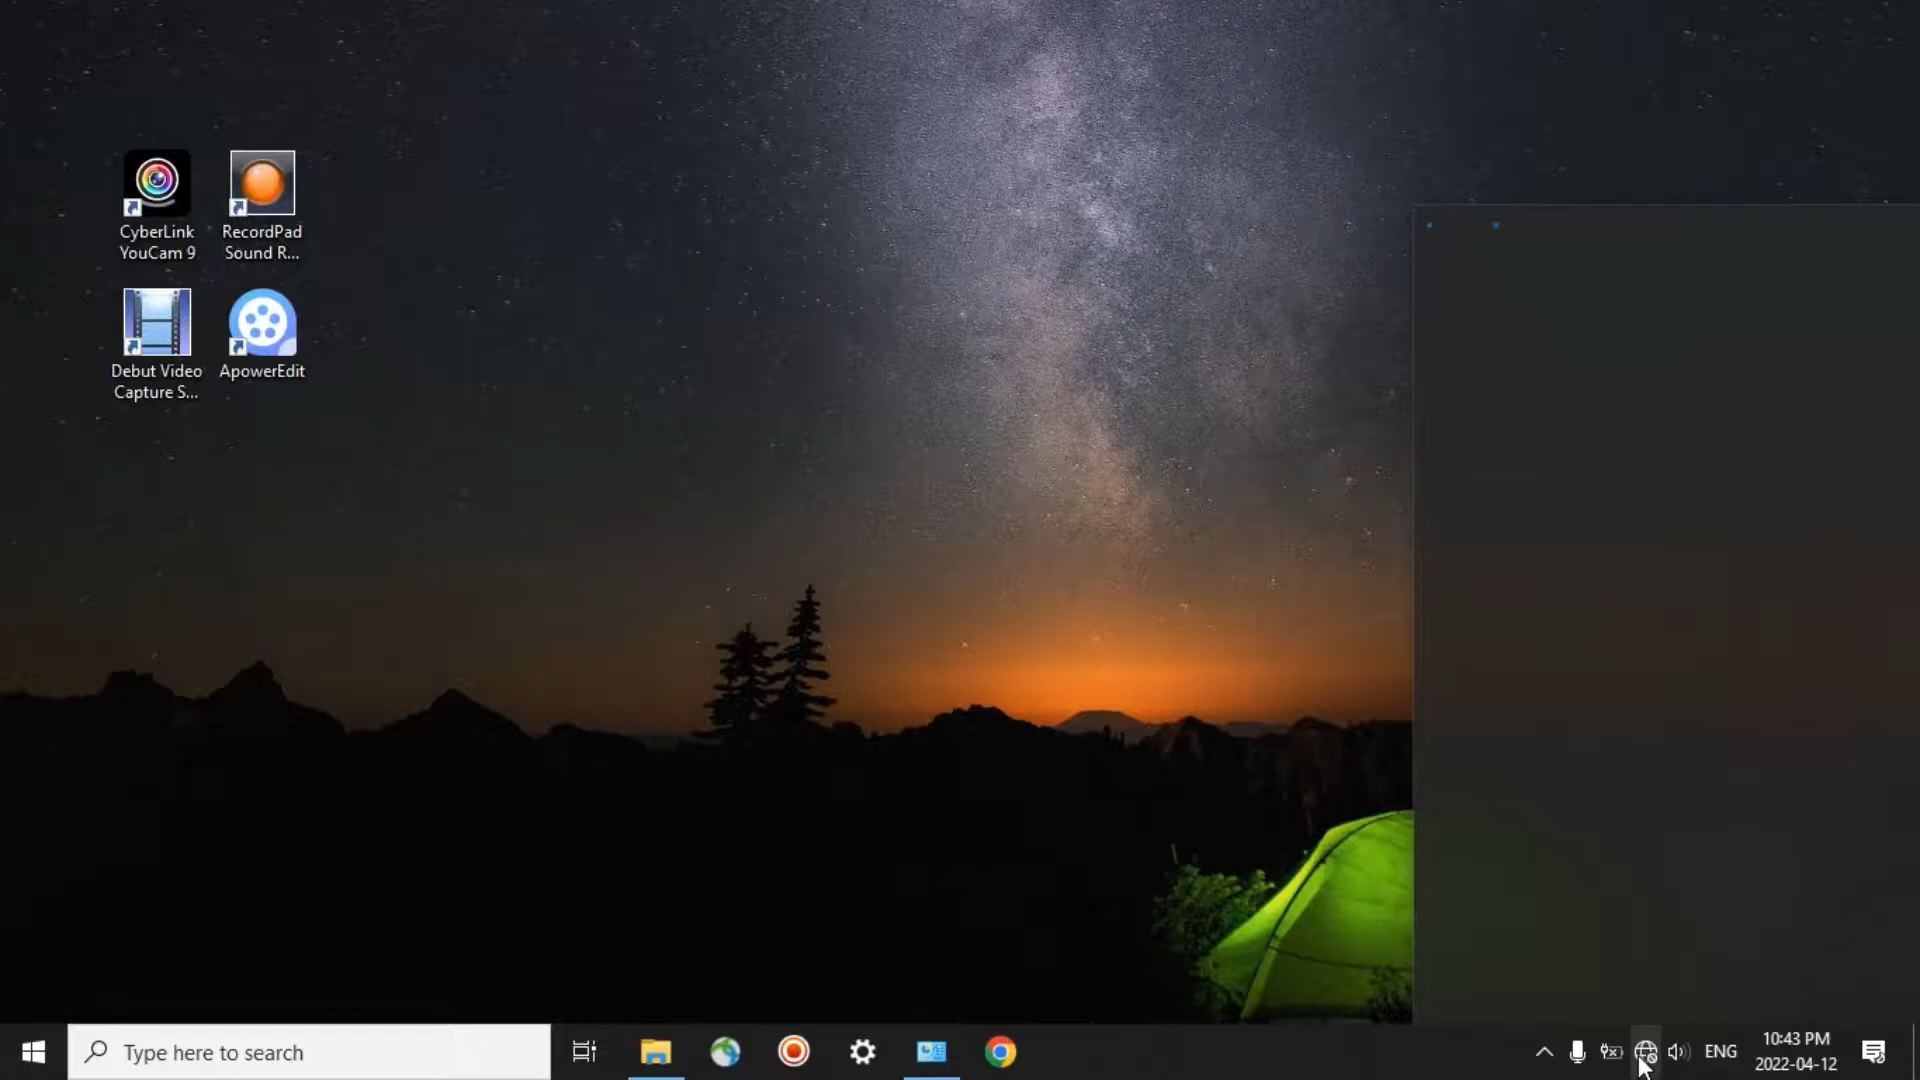 CyberLink
YouCam 9
RecordPad
Sound R...
Debut Video
Capture S...
ApowerEdit
Type here to search
ENG
10:43 PM
2022-04-12